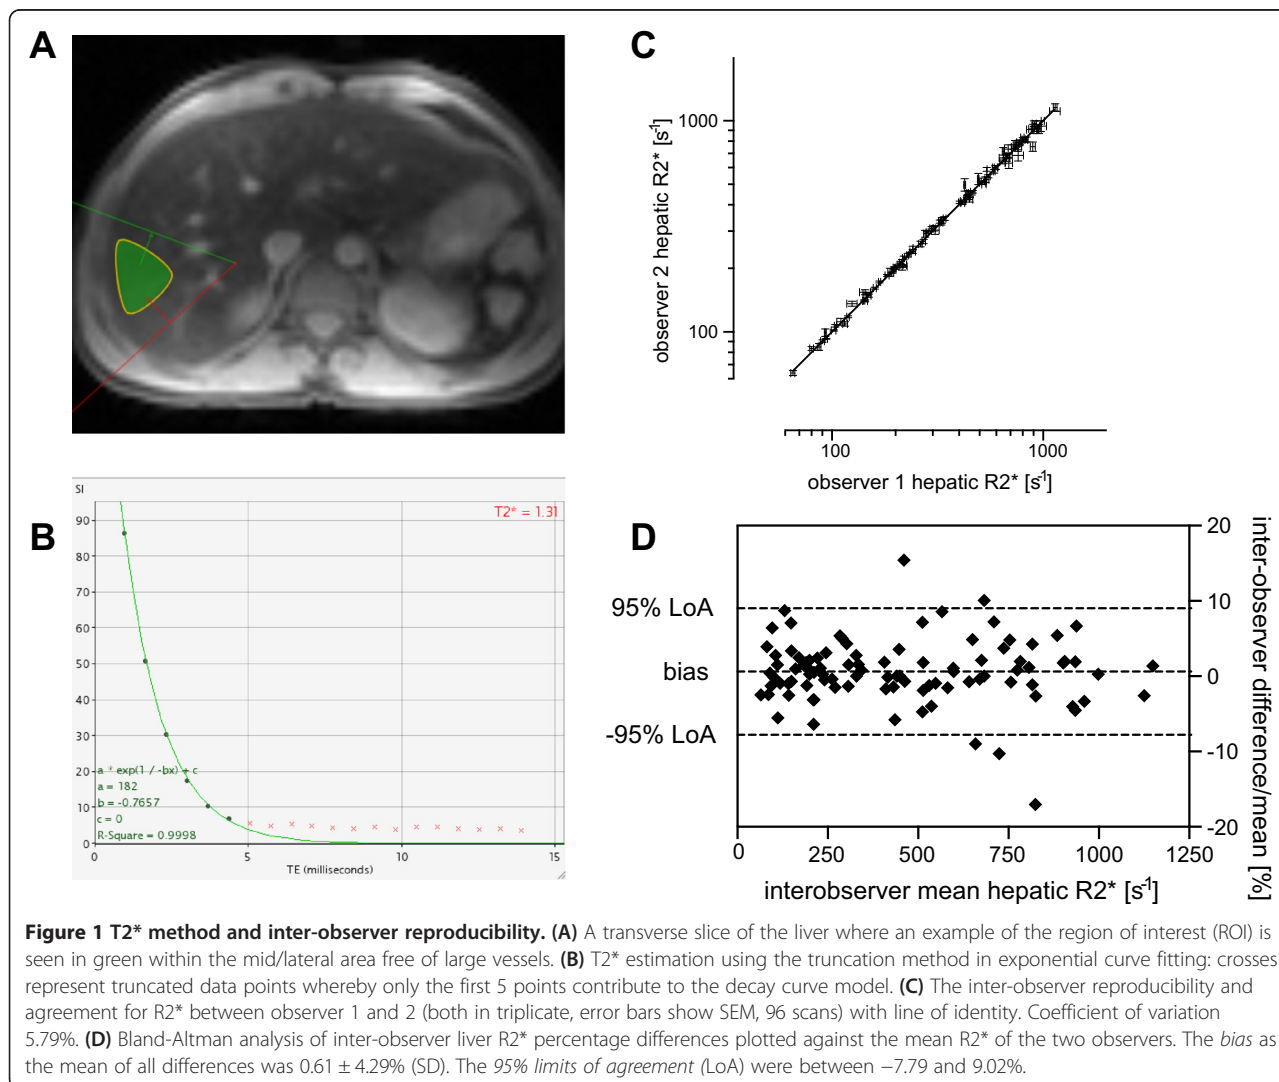 A
C
observer 2 hepatic R2* [s-1]
1000
100
100 1000
observer 1 hepatic R2* [s-1]
B
SI
T2* = 1.31
90
80
70
60
50
40
30
20
10
0
a * exp(1 / -bx) + c
a = 182
b = -0.7657
c = 0
R-Square = 0.9998
0 5 10 15
TE (milliseconds)
D
95% LoA
bias
-95% LoA
20
10
0
-10
-20
inter-observer difference/mean [%]
0 250 500 750 1000 1250
interobserver mean hepatic R2* [s-1]
Figure 1 T2* method and inter-observer reproducibility. (A) A transverse slice of the liver where an example of the region of interest (ROI) is
seen in green within the mid/lateral area free of large vessels. (B) T2* estimation using the truncation method in exponential curve fitting: crosses
represent truncated data points whereby only the first 5 points contribute to the decay curve model. (C) The inter-observer reproducibility and
agreement for R2* between observer 1 and 2 (both in triplicate, error bars show SEM, 96 scans) with line of identity. Coefficient of variation
5.79%. (D) Bland-Altman analysis of inter-observer liver R2* percentage differences plotted against the mean R2* of the two observers. The bias as
the mean of all differences was 0.61 ± 4.29% (SD). The 95% limits of agreement (LoA) were between −7.79 and 9.02%.